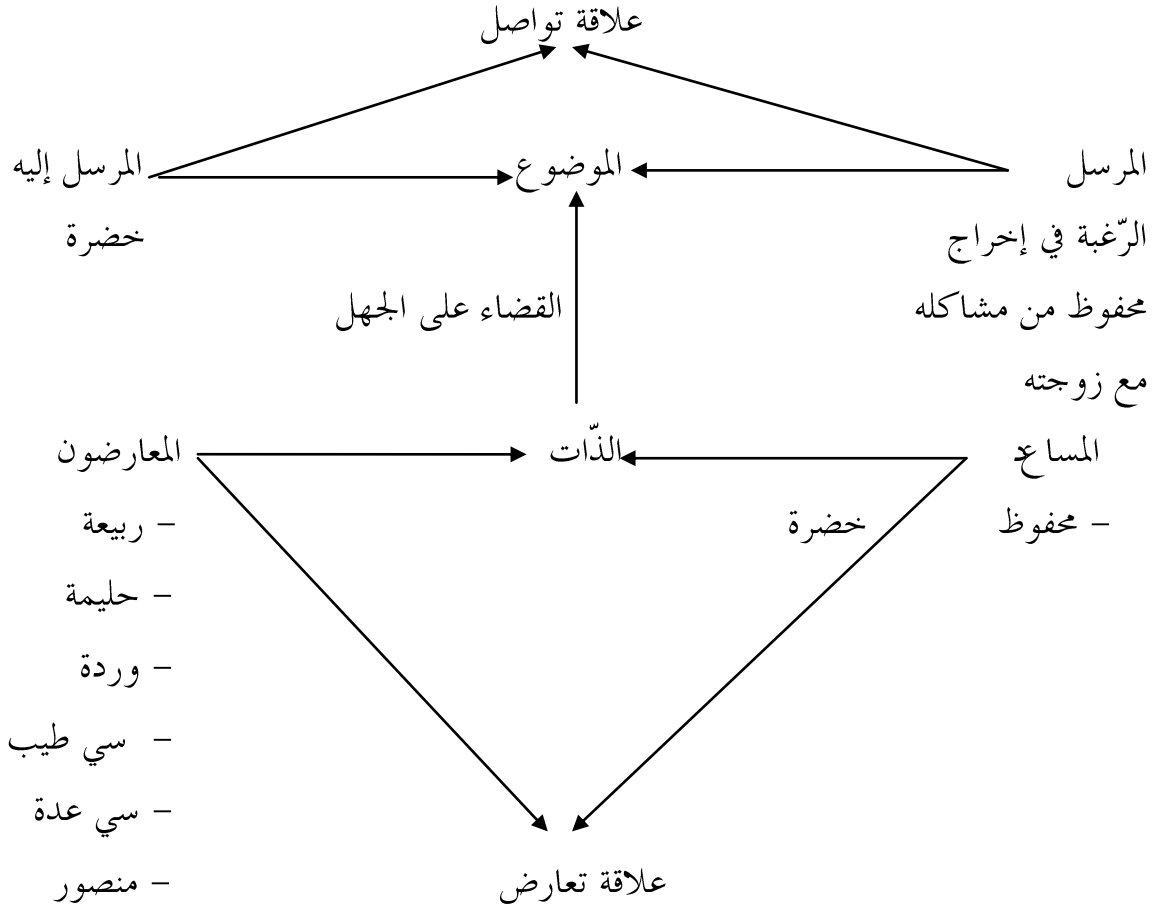 علاقة تواصل
المرسل
الموضوع
المرسل إليه
الرّغبة في إخراج
خضرة
محفوظ من مشاكله
القضاء على الجهل
مع زوجته
المساعد
الذّات
المعارضون
– محفوظ
خضرة
– ربيعة
– حليمة
– وردة
– سي طيب
– سي عدة
– منصور
علاقة تعارض